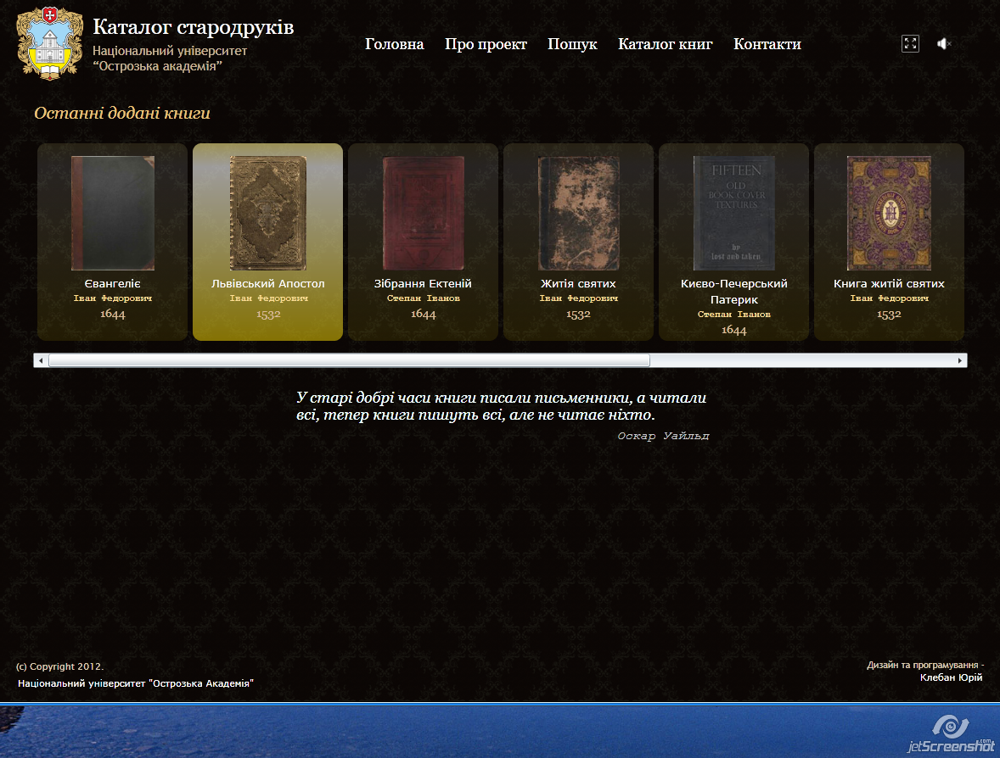 Каталог стародруків
Національний університет
“Острозька академія”
Головна Про проект Пошук Каталог книг Контакти
Останні додані книги
FIFTEEN
OLD
BOOK COVER
TEXTURES
by
lost and taken
Євангеліє
Іван Федорович
1644
Львівський Апостол
Іван Федорович
1532
Зібрання Ектеній
Степан Іванов
1644
Житія святих
Іван Федорович
1532
Києво-Печерський
Патерик
Степан Іванов
1644
Книга житій святих
Іван Федорович
1532
У старі добрі часи книги писали письменники, а читали
всі, тепер книги пишуть всі, але не читає ніхто.
Оскар Уайльд
(c) Copyright 2012.
Національний університет "Острозька Академія"
Дизайн та програмування -
Клебан Юрій
jetScreenshot.com